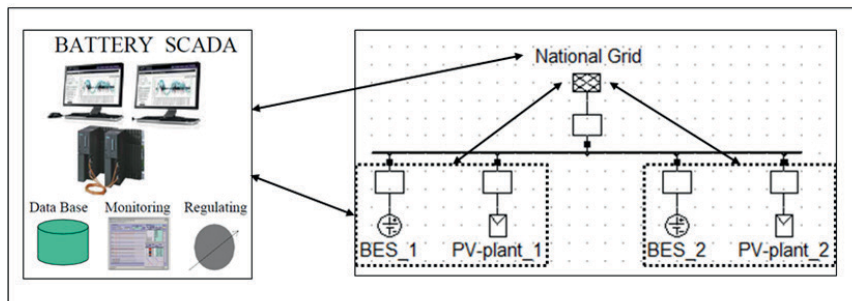 BATTERY SCADA
Data Base Monitoring Regulating
National Grid
BES_1 PV-plant_1 BES_2 PV-plant_2